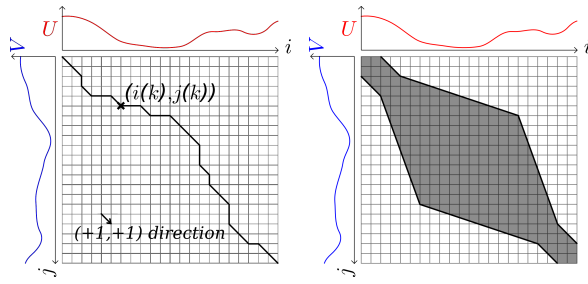 U
i
V
(i(k),j(k))
(+1,+1) direction
j
U
i
V
j